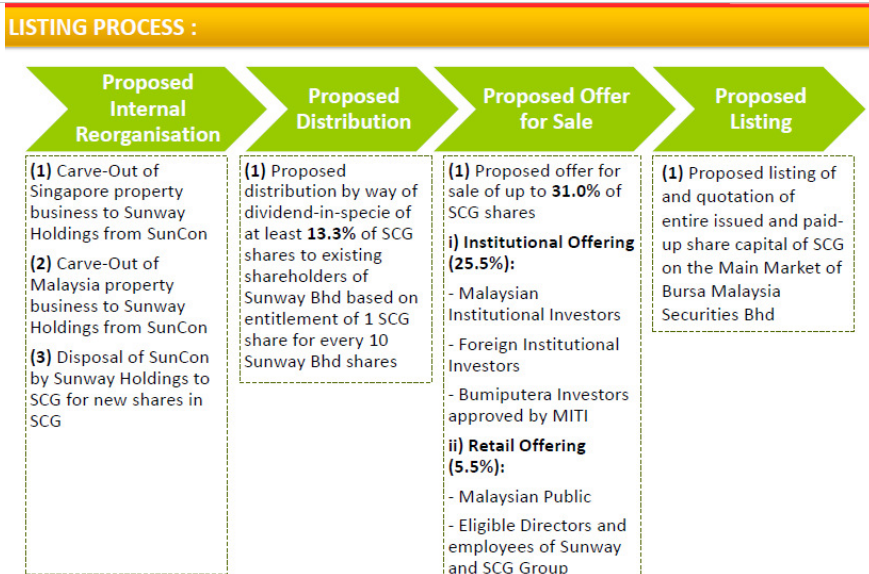 LISTING PROCESS :
Proposed
Internal
Reorganisation
Proposed
Distribution
Proposed Offer
for Sale
Proposed
Listing
(1) Carve-Out of
Singapore property
business to Sunway
Holdings from SunCon
(2) Carve-Out of
Malaysia property
business to Sunway
Holdings from SunCon
(3) Disposal of SunCon
by Sunway Holdings to
SCG for new shares in
SCG
(1) Proposed
distribution by way of
dividend-in-specie of
at least 13.3% of SCG
shares to existing
shareholders of
Sunway Bhd based on
entitlement of 1 SCG
share for every 10
Sunway Bhd shares
(1) Proposed offer for
sale of up to 31.0% of
SCG shares
i) Institutional Offering
(25.5%):
- Malaysian
Institutional Investors
- Foreign Institutional
Investors
- Bumiputera Investors
approved by MITI
ii) Retail Offering
(5.5%):
- Malaysian Public
- Eligible Directors and
employees of Sunway
and SCG Group
(1) Proposed listing of
and quotation of
entire issued and paid-
up share capital of SCG
on the Main Market of
Bursa Malaysia
Securities Bhd